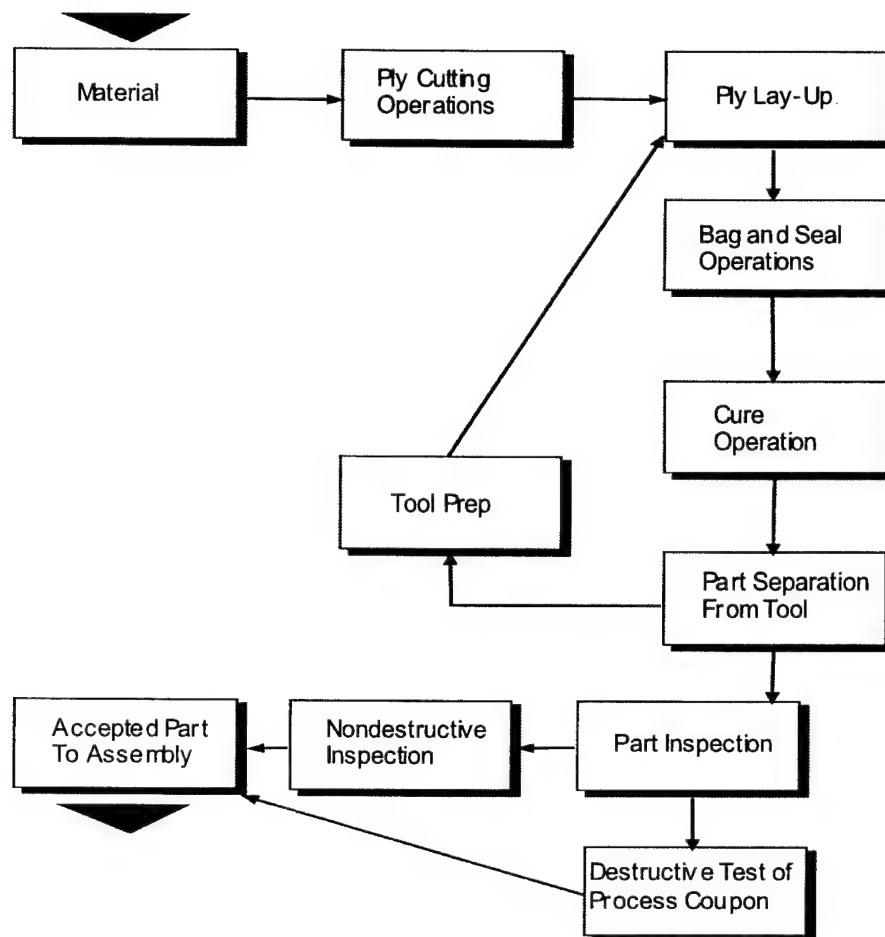 Material
Ply Cutting
Operations
Ply Lay-Up.
Bag and Seal
Operations
Cure
Operation
Tool Prep
Part Separation
From Tool
Accepted Part
To Assembly
Nondestructive
Inspection
Part Inspection
Destructive Test of
Process Coupon